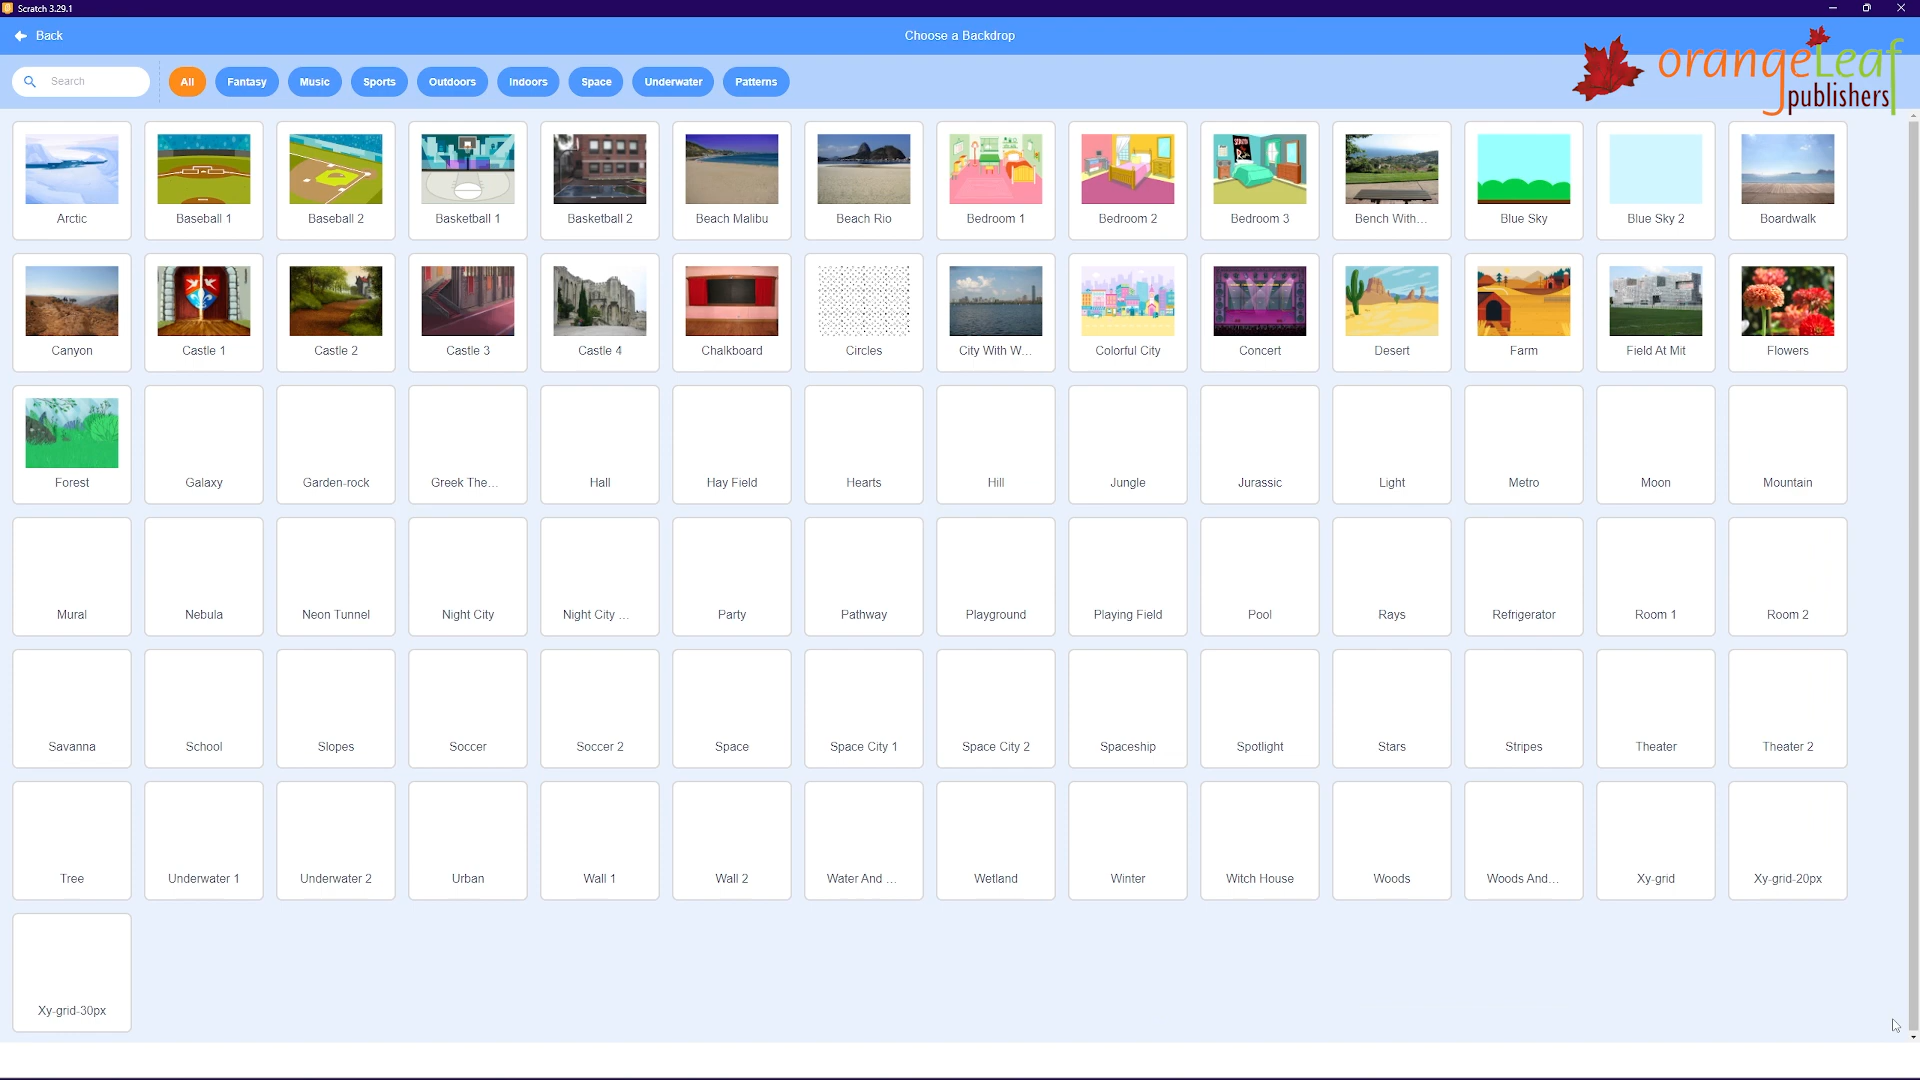 Scratch 3.29.1
Back
Choose a Backdrop
orangeLeaf
publishers
Search
All Fantasy Music Sports Outdoors Indoors Space Underwater Patterns
Arctic Baseball 1 Baseball 2 Basketball 1 Basketball 2 Beach Malibu Beach Rio Bedroom 1 Bedroom 2 Bedroom 3 Bench With... Blue Sky Blue Sky 2 Boardwalk
Canyon Castle 1 Castle 2 Castle 3 Castle 4 Chalkboard Circles City With W... Colorful City Concert Desert Farm Field At Mit Flowers
Forest Galaxy Garden-rock Greek The... Hall Hay Field Hearts Hill Jungle Jurassic Light Metro Moon Mountain
Mural Nebula Neon Tunnel Night City Night City ... Party Pathway Playground Playing Field Pool Rays Refrigerator Room 1 Room 2
Savanna School Slopes Soccer Soccer 2 Space Space City 1 Space City 2 Spaceship Spotlight Stars Stripes Theater Theater 2
Tree Underwater 1 Underwater 2 Urban Wall 1 Wall 2 Water And ... Wetland Winter Witch House Woods Woods And... Xy-grid Xy-grid-20px
Xy-grid-30px